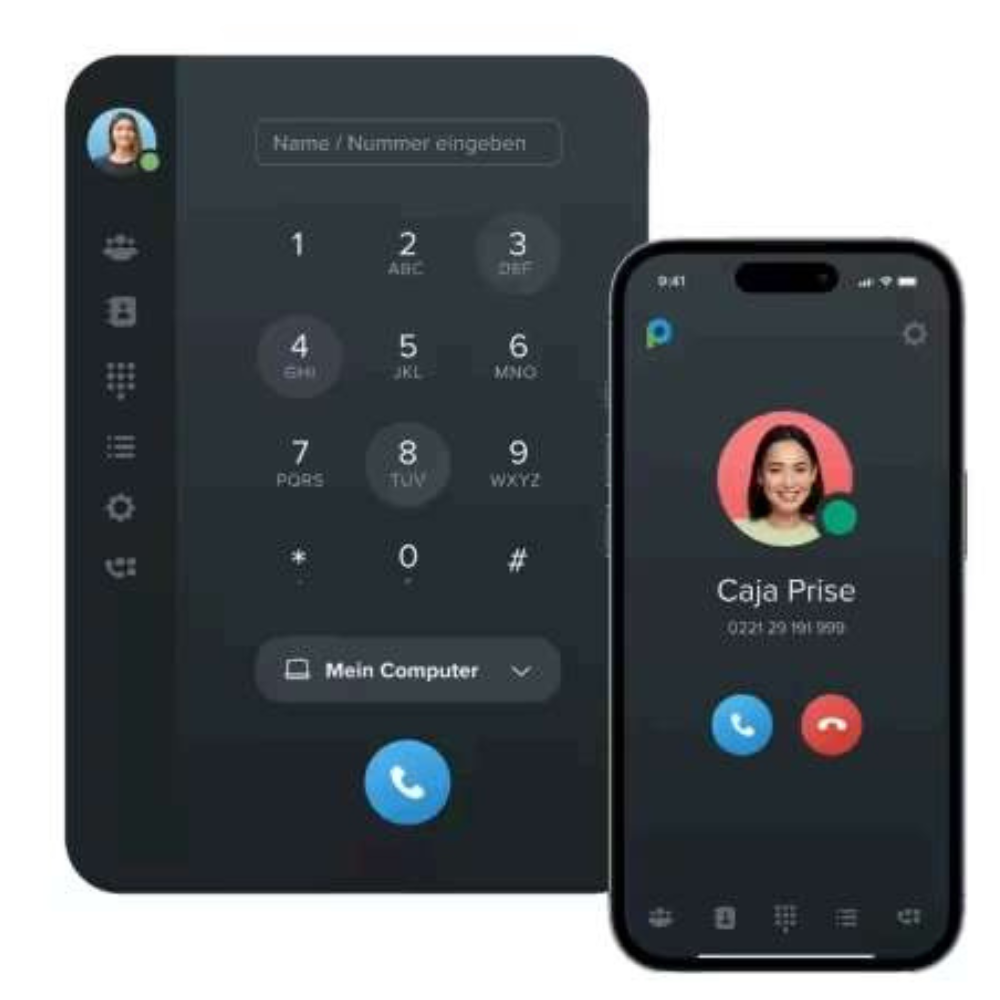 Name / Nummer eingeben
1
2
3
ABC
DEF
4
5
6
GHI
JKL
MNO
7
8
9
PQRS
TUV
WXYZ
*
0
#
Mein Computer
9:41
Caja Prise
0221 29 191 999